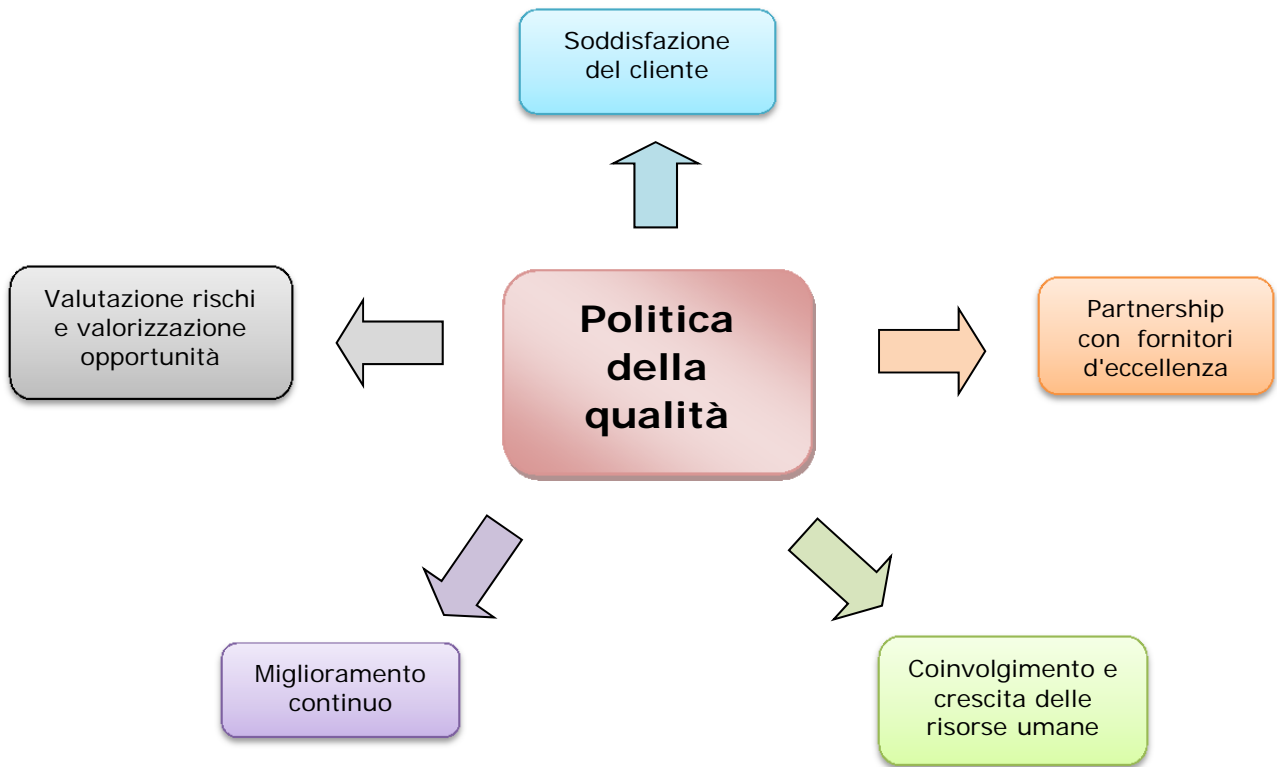 Soddisfazione
del cliente
Valutazione rischi
e valorizzazione
opportunità
Politica
della
qualità
Partnership
con fornitori
d'eccellenza
Miglioramento
continuo
Coinvolgimento e
crescita delle
risorse umane